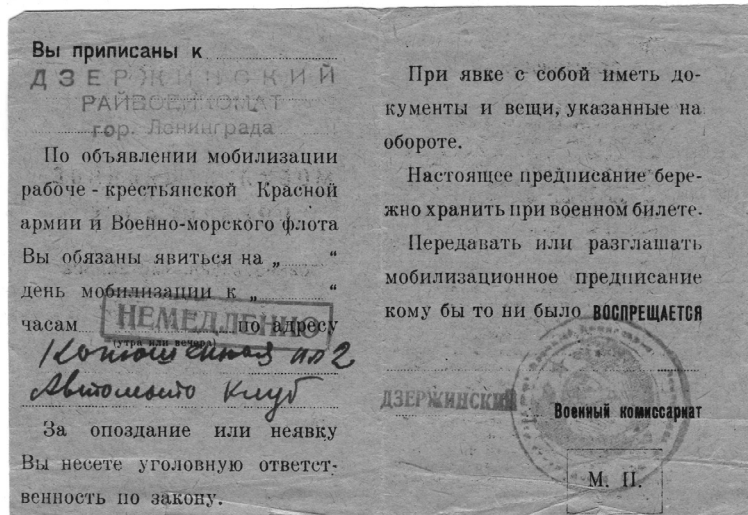 Вы приписаны к
ДЗЕРЖИНСКИЙ
РАЙВОЕНКОМАТ
гор. Ленинграда
По объявлении мобилизации
рабоче-крестьянской Красной
армии и Военно-морского флота
Вы обязаны явиться на „ “
день мобилизации к „ “
часам НЕМЕДЛЕННО по адресу
(утра или вечера)
Конюшенная пл 2
Автомото Клуб
За опоздание или неявку
Вы несете уголовную ответст-
венность по закону.
При явке с собой иметь до-
кументы и вещи, указанные на
обороте.
Настоящее предписание бере-
жно хранить при военном билете.
Передавать или разглашать
мобилизационное предписание
кому бы то ни было ВОСПРЕЩАЕТСЯ
ДЗЕРЖИНСКИЙ Военный комиссариат
М. П.